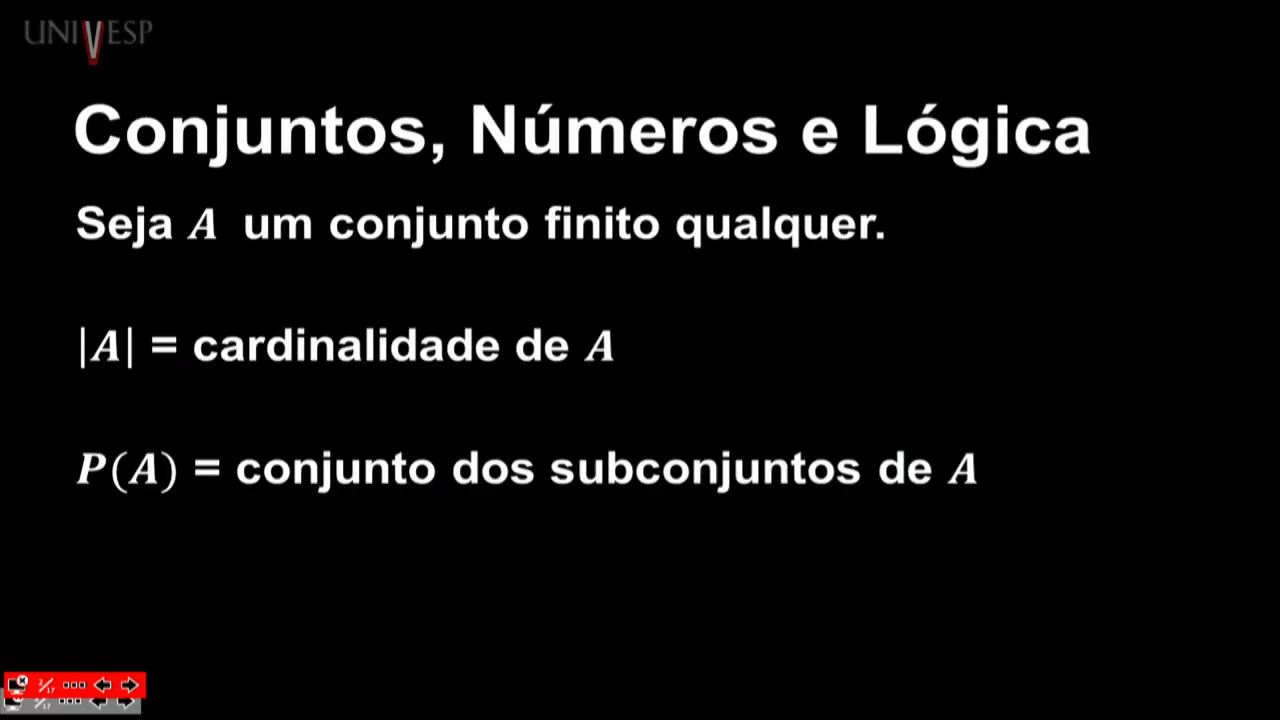 UNIVESP
Conjuntos, Números e Lógica
Seja A um conjunto finito qualquer.
|A| = cardinalidade de A
P(A) = conjunto dos subconjuntos de A